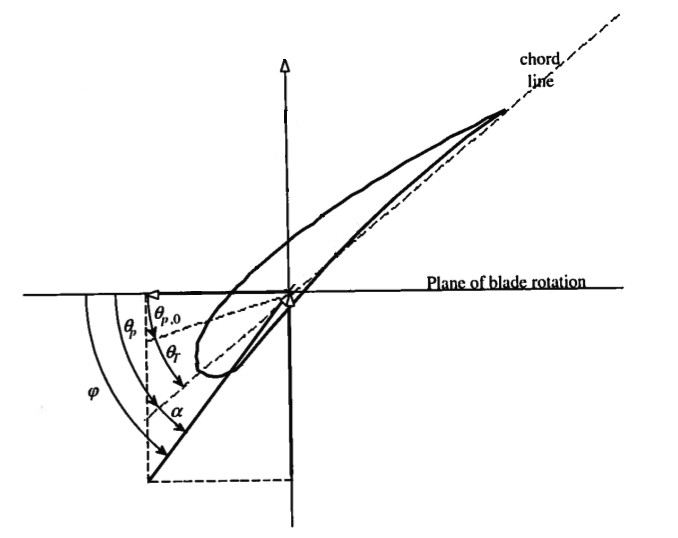 chord
line
Plane of blade rotation
θp,0
θp
θT
φ
α